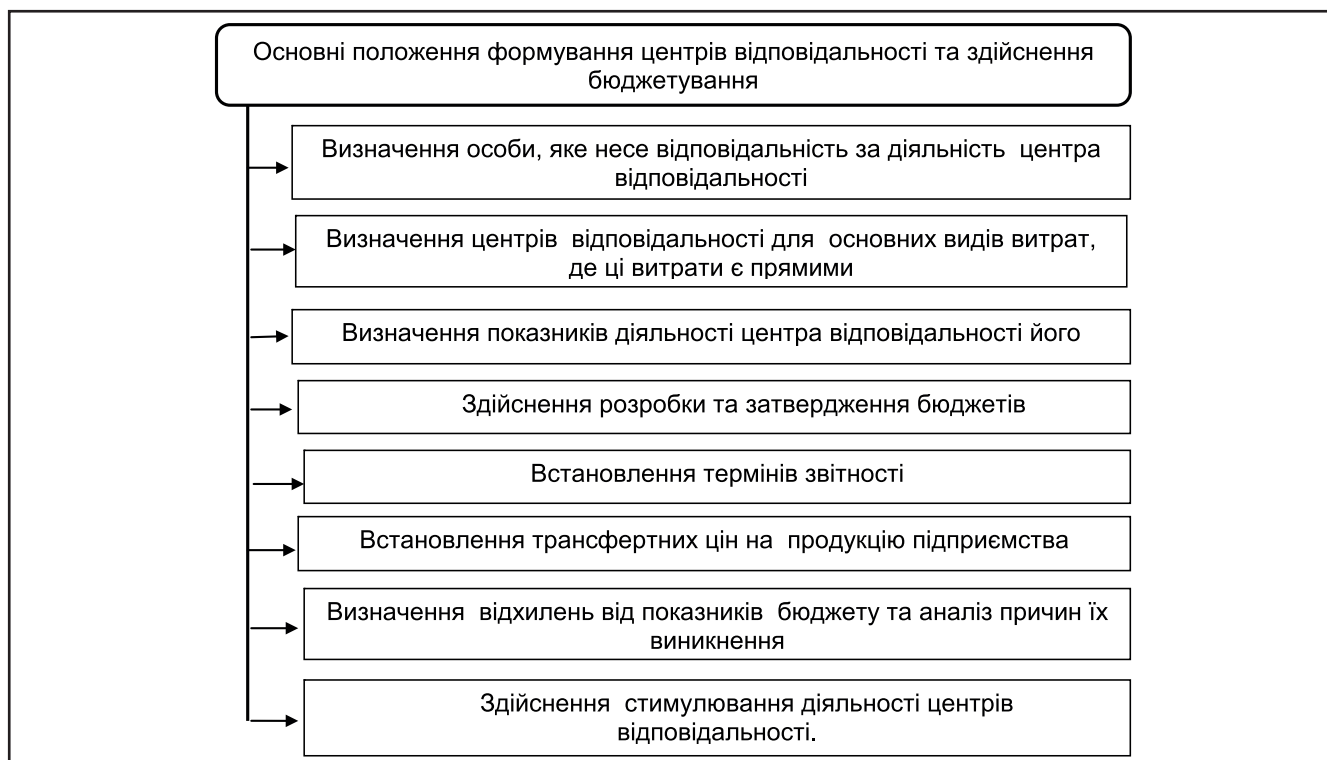 Основні положення формування центрів відповідальності та здійснення
бюджетування
Визначення особи, яке несе відповідальність за діяльність центра
відповідальності
Визначення центрів відповідальності для основних видів витрат,
де ці витрати є прямими
Визначення показників діяльності центра відповідальності його
Здійснення розробки та затвердження бюджетів
Встановлення термінів звітності
Встановлення трансфертних цін на продукцію підприємства
Визначення відхилень від показників бюджету та аналіз причин їх
виникнення
Здійснення стимулювання діяльності центрів
відповідальності.